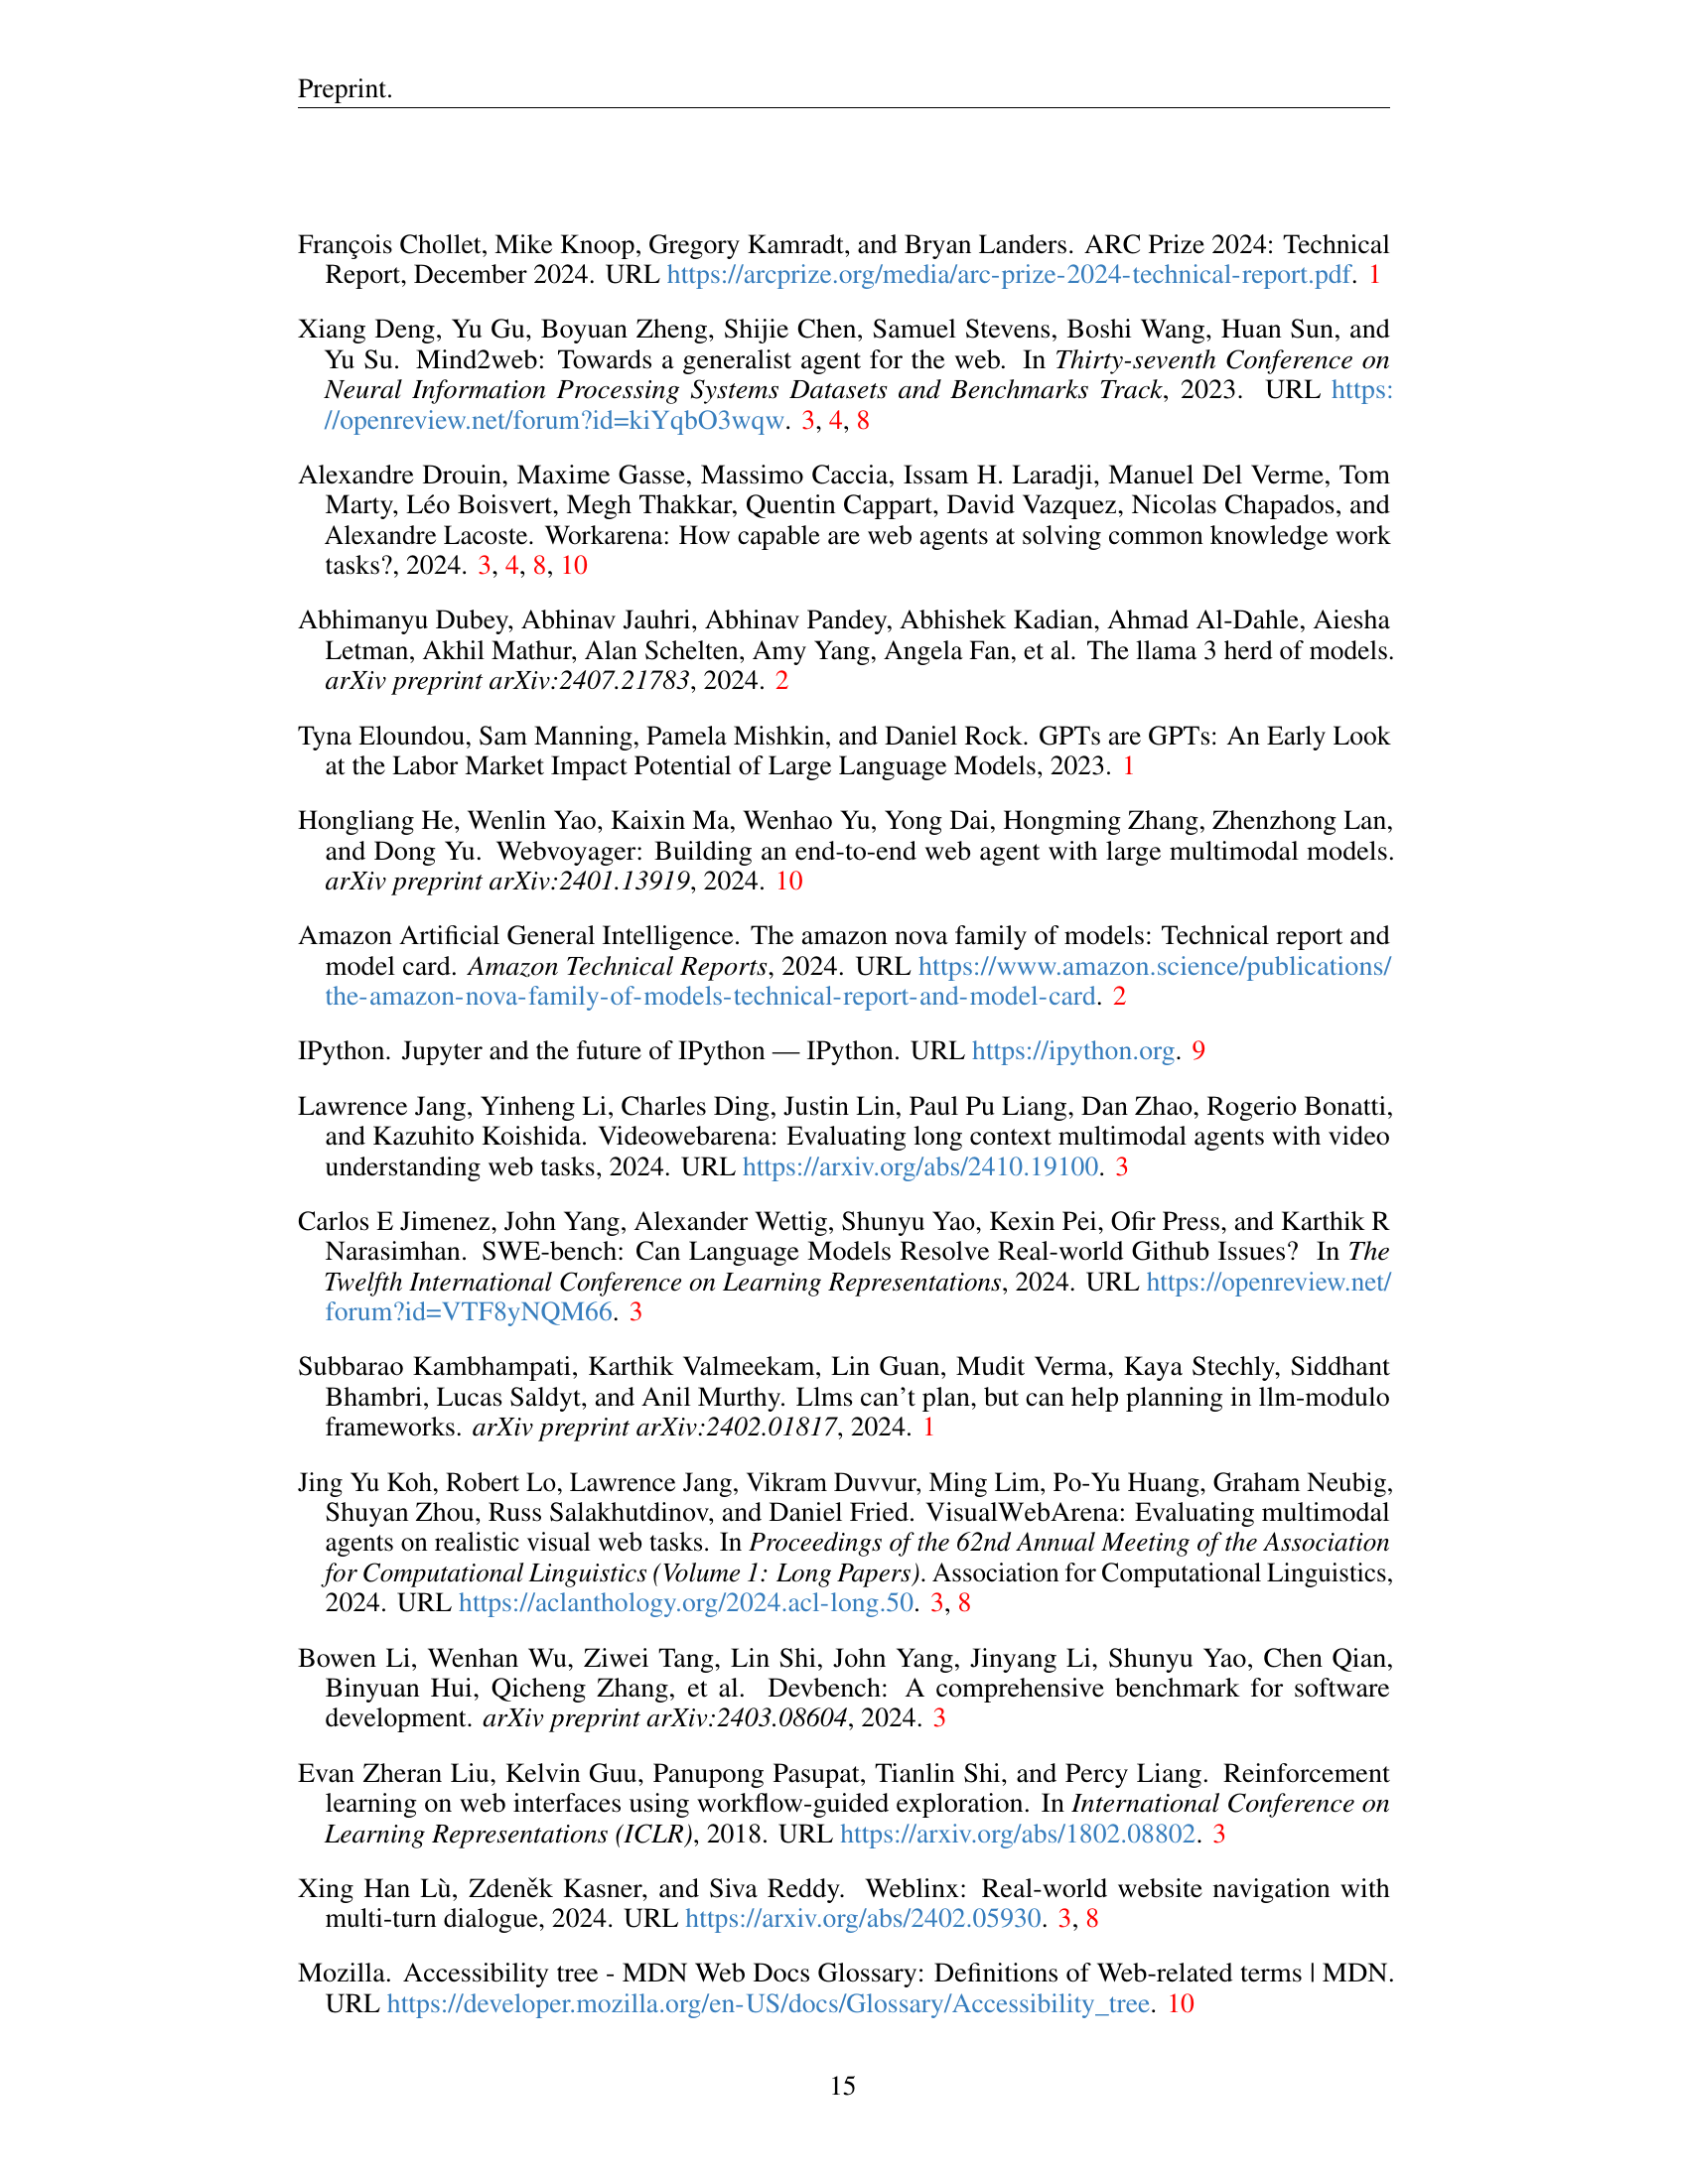 Preprint.
François Chollet, Mike Knoop, Gregory Kamradt, and Bryan Landers. ARC Prize 2024: Technical
Report, December 2024. URL https://arcprize.org/media/arc-prize-2024-technical-report.pdf. 1
Xiang Deng, Yu Gu, Boyuan Zheng, Shijie Chen, Samuel Stevens, Boshi Wang, Huan Sun, and
Yu Su. Mind2web: Towards a generalist agent for the web. In Thirty-seventh Conference on
Neural Information Processing Systems Datasets and Benchmarks Track, 2023. URL https:
//openreview.net/forum?id=kiYqbO3wqw. 3, 4, 8
Alexandre Drouin, Maxime Gasse, Massimo Caccia, Issam H. Laradji, Manuel Del Verme, Tom
Marty, Léo Boisvert, Megh Thakkar, Quentin Cappart, David Vazquez, Nicolas Chapados, and
Alexandre Lacoste. Workarena: How capable are web agents at solving common knowledge work
tasks?, 2024. 3, 4, 8, 10
Abhimanyu Dubey, Abhinav Jauhri, Abhinav Pandey, Abhishek Kadian, Ahmad Al-Dahle, Aiesha
Letman, Akhil Mathur, Alan Schelten, Amy Yang, Angela Fan, et al. The llama 3 herd of models.
arXiv preprint arXiv:2407.21783, 2024. 2
Tyna Eloundou, Sam Manning, Pamela Mishkin, and Daniel Rock. GPTs are GPTs: An Early Look
at the Labor Market Impact Potential of Large Language Models, 2023. 1
Hongliang He, Wenlin Yao, Kaixin Ma, Wenhao Yu, Yong Dai, Hongming Zhang, Zhenzhong Lan,
and Dong Yu. Webvoyager: Building an end-to-end web agent with large multimodal models.
arXiv preprint arXiv:2401.13919, 2024. 10
Amazon Artificial General Intelligence. The amazon nova family of models: Technical report and
model card. Amazon Technical Reports, 2024. URL https://www.amazon.science/publications/
the-amazon-nova-family-of-models-technical-report-and-model-card. 2
IPython. Jupyter and the future of IPython — IPython. URL https://ipython.org. 9
Lawrence Jang, Yinheng Li, Charles Ding, Justin Lin, Paul Pu Liang, Dan Zhao, Rogerio Bonatti,
and Kazuhito Koishida. Videowebarena: Evaluating long context multimodal agents with video
understanding web tasks, 2024. URL https://arxiv.org/abs/2410.19100. 3
Carlos E Jimenez, John Yang, Alexander Wettig, Shunyu Yao, Kexin Pei, Ofir Press, and Karthik R
Narasimhan. SWE-bench: Can Language Models Resolve Real-world Github Issues? In The
Twelfth International Conference on Learning Representations, 2024. URL https://openreview.net/
forum?id=VTF8yNQM66. 3
Subbarao Kambhampati, Karthik Valmeekam, Lin Guan, Mudit Verma, Kaya Stechly, Siddhant
Bhambri, Lucas Saldyt, and Anil Murthy. Llms can't plan, but can help planning in llm-modulo
frameworks. arXiv preprint arXiv:2402.01817, 2024. 1
Jing Yu Koh, Robert Lo, Lawrence Jang, Vikram Duvvur, Ming Lim, Po-Yu Huang, Graham Neubig,
Shuyan Zhou, Russ Salakhutdinov, and Daniel Fried. VisualWebArena: Evaluating multimodal
agents on realistic visual web tasks. In Proceedings of the 62nd Annual Meeting of the Association
for Computational Linguistics (Volume 1: Long Papers). Association for Computational Linguistics,
2024. URL https://aclanthology.org/2024.acl-long.50. 3, 8
Bowen Li, Wenhan Wu, Ziwei Tang, Lin Shi, John Yang, Jinyang Li, Shunyu Yao, Chen Qian,
Binyuan Hui, Qicheng Zhang, et al. Devbench: A comprehensive benchmark for software
development. arXiv preprint arXiv:2403.08604, 2024. 3
Evan Zheran Liu, Kelvin Guu, Panupong Pasupat, Tianlin Shi, and Percy Liang. Reinforcement
learning on web interfaces using workflow-guided exploration. In International Conference on
Learning Representations (ICLR), 2018. URL https://arxiv.org/abs/1802.08802. 3
Xing Han Lù, Zdeněk Kasner, and Siva Reddy. Weblinx: Real-world website navigation with
multi-turn dialogue, 2024. URL https://arxiv.org/abs/2402.05930. 3, 8
Mozilla. Accessibility tree - MDN Web Docs Glossary: Definitions of Web-related terms | MDN.
URL https://developer.mozilla.org/en-US/docs/Glossary/Accessibility_tree. 10
15